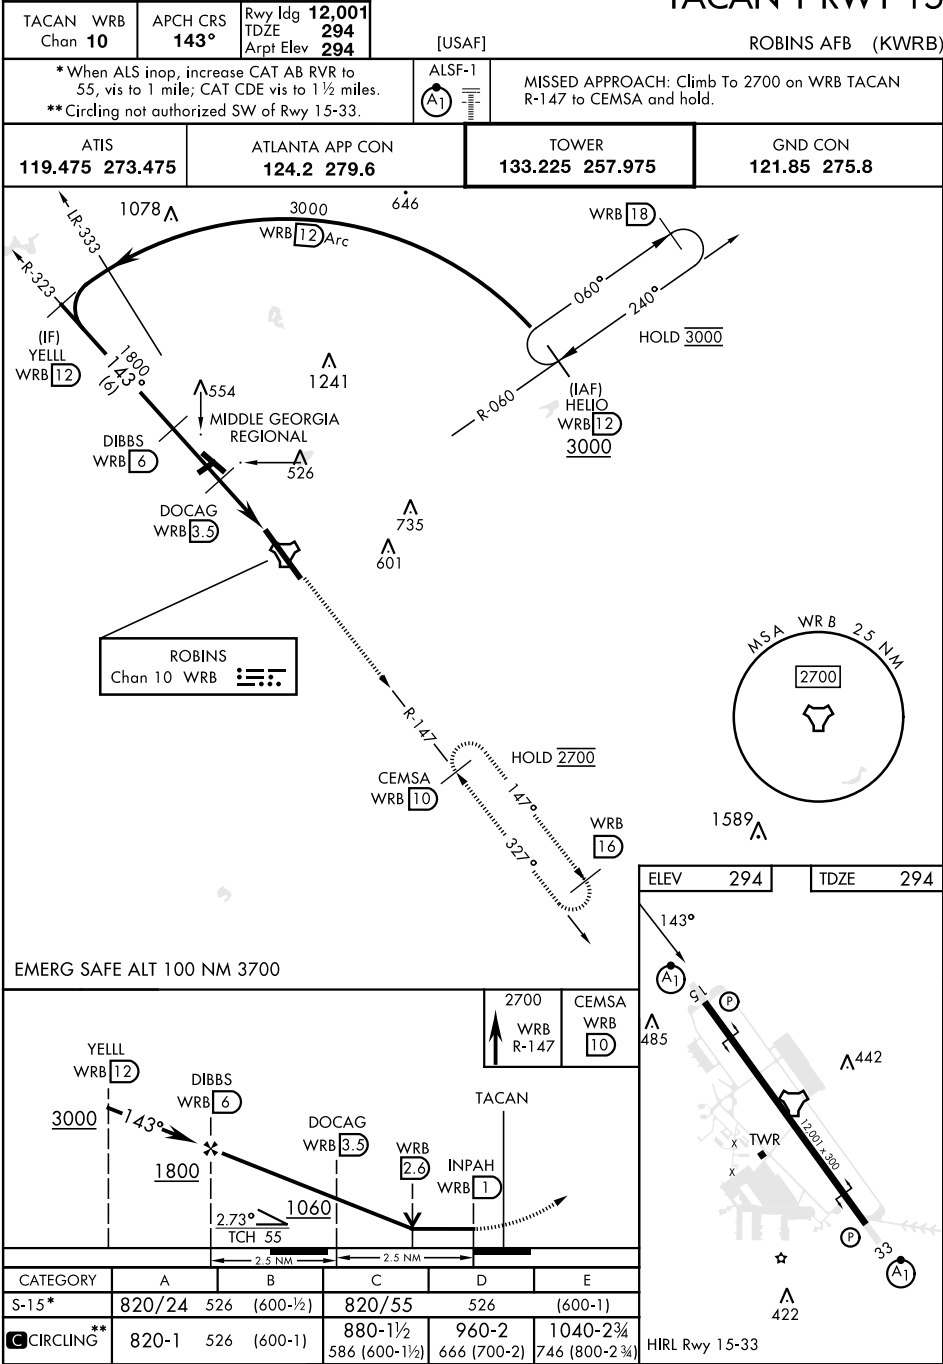 TACAN WRB
Chan 10
APCH CRS
143°
Rwy ldg 12,001
TDZE 294
Arpt Elev 294
[USAF]
ROBINS AFB (KWRB)
* When ALS inop, increase CAT AB RVR to
55, vis to 1 mile; CAT CDE vis to 1½ miles.
** Circling not authorized SW of Rwy 15-33.
ALSF-1
A1
MISSED APPROACH: Climb To 2700 on WRB TACAN
R-147 to CEMSA and hold.
ATIS
119.475 273.475
ATLANTA APP CON
124.2 279.6
TOWER
133.225 257.975
GND CON
121.85 275.8
1078
LR-333
3000
WRB 12 Arc
646
WRB 18
R-323
060°
240°
HOLD 3000
(IF)
YELLL
WRB 12
1800
143°
(6)
1241
R-060
(IAF)
HELIO
WRB 12
3000
554
MIDDLE GEORGIA
REGIONAL
DIBBS
WRB 6
526
DOCAG
WRB 3.5
735
601
ROBINS
Chan 10 WRB
MSA WRB 25 NM
2700
R-147
HOLD 2700
CEMSA
WRB 10
147°
327°
WRB
16
1589
EMERG SAFE ALT 100 NM 3700
ELEV 294
TDZE 294
143°
A1
15
P
485
442
TWR
12,001 x 300
X
X
P
33
A1
422
HIRL Rwy 15-33
2700
WRB
R-147
CEMSA
WRB
10
YELLL
WRB 12
3000
143°
DIBBS
WRB 6
1800
DOCAG
WRB 3.5
1060
WRB
2.6
INPAH
WRB 1
TACAN
2.73°
TCH 55
2.5 NM
2.5 NM
CATEGORY A B C D E
S-15* 820/24 526 (600-½) 820/55 526 (600-1)
C CIRCLING** 820-1 526 (600-1) 880-1½ 586 (600-1½) 960-2 666 (700-2) 1040-2¾ 746 (800-2¾)